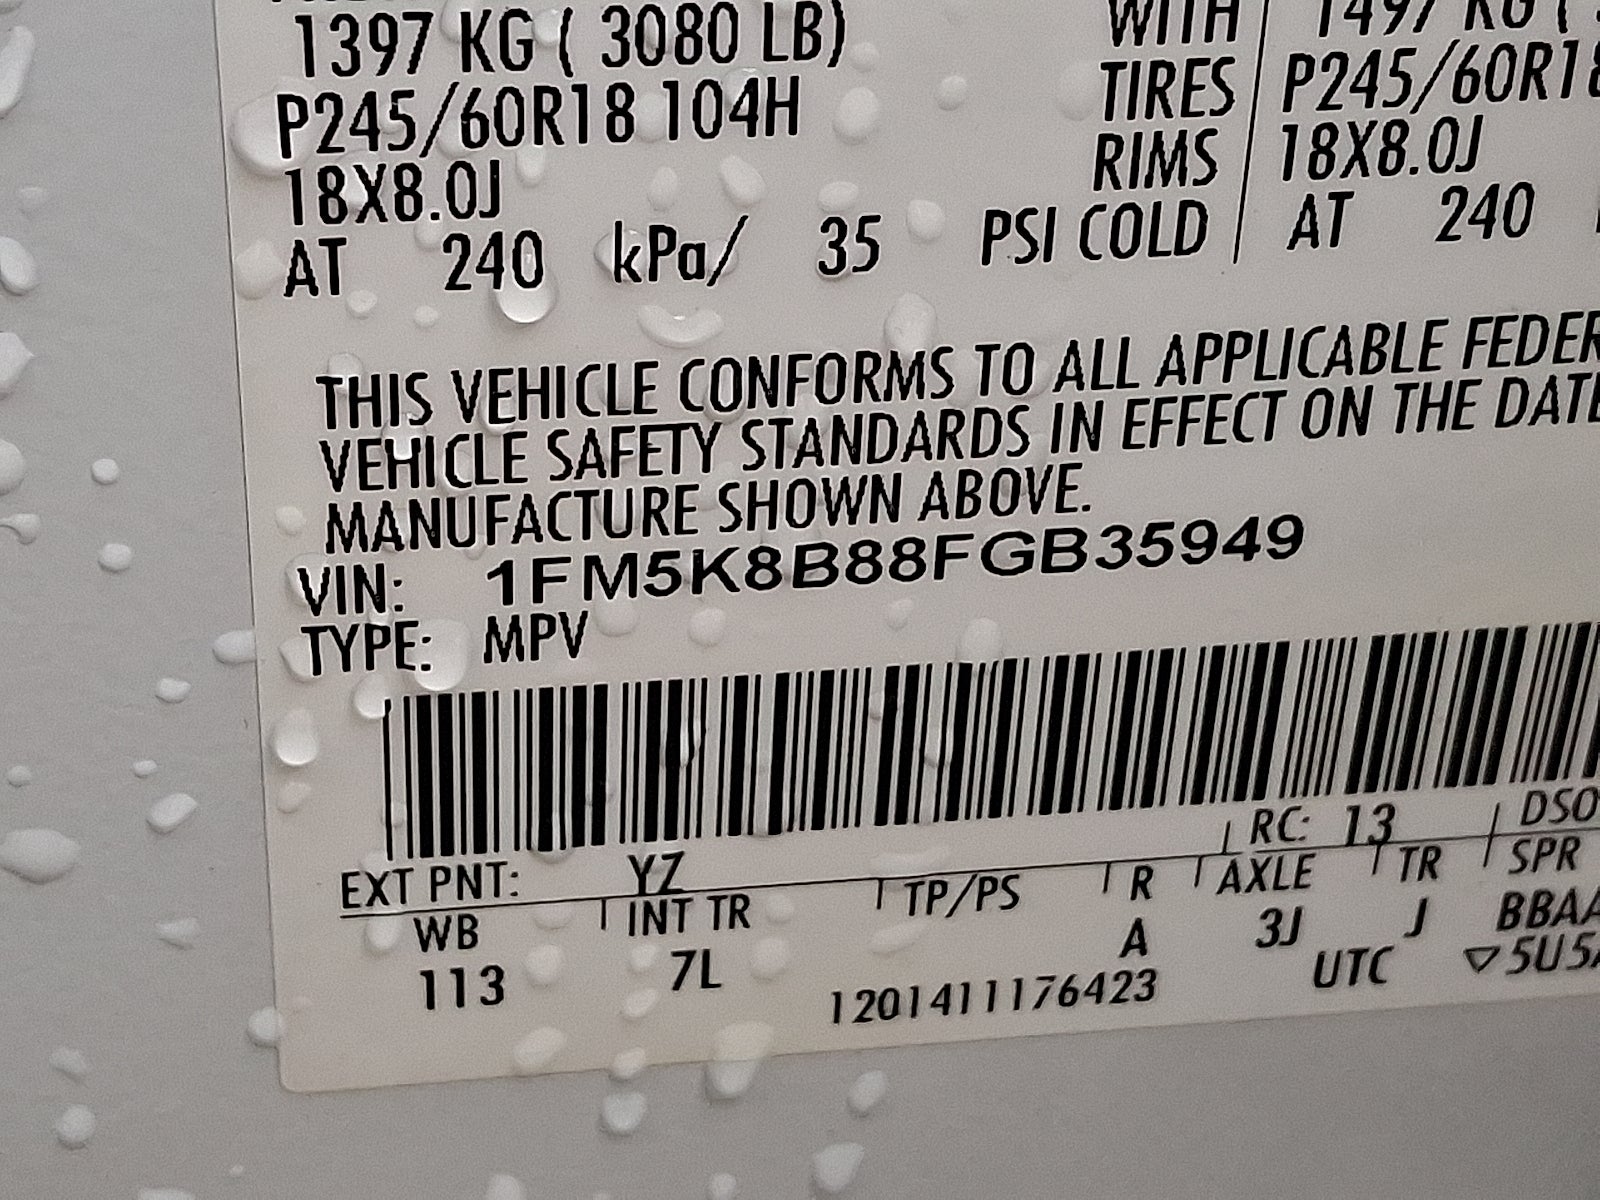 1397 KG ( 3080 LB) WITH 1497 KG (
P245/60R18 104H TIRES P245/60R18
18X8.0J RIMS 18X8.0J
AT 240 kPa/ 35 PSI COLD AT 240
THIS VEHICLE CONFORMS TO ALL APPLICABLE FEDER
VEHICLE SAFETY STANDARDS IN EFFECT ON THE DATE
MANUFACTURE SHOWN ABOVE.
VIN: 1FM5K8B88FGB35949
TYPE: MPV
EXT PNT: YZ RC: 13 DSO
WB INT TR TP/PS R AXLE TR SPR
113 7L A 3J J BBAA
1201411176423 UTC ▽5U5A